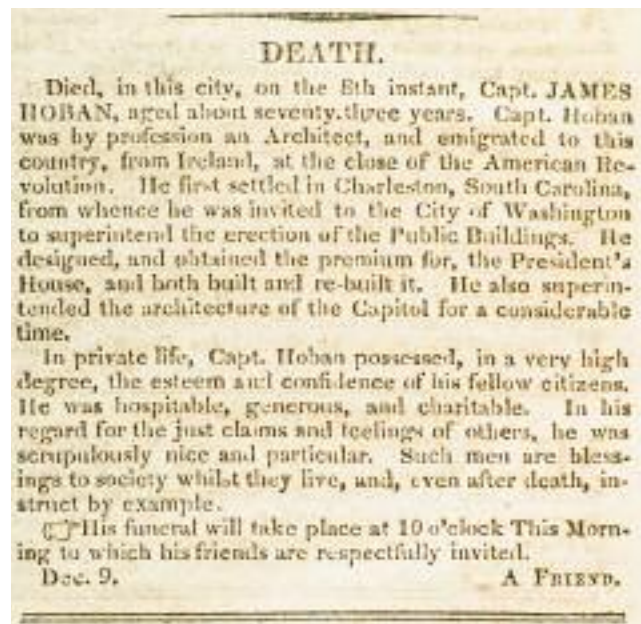 DEATH.
Died, in this city, on the 8th instant, Capt. JAMES
HOBAN, aged about seventy-three years. Capt. Hoban
was by profession an Architect, and emigrated to this
country, from Ireland, at the close of the American Re-
volution. He first settled in Charleston, South Carolina,
from whence he was invited to the City of Washington
to superintend the erection of the Public Buildings. He
designed, and obtained the premium for, the President's
House, and both built and re-built it. He also superin-
tended the architecture of the Capitol for a considerable
time.
In private life, Capt. Hoban possessed, in a very high
degree, the esteem and confidence of his fellow citizens.
He was hospitable, generous, and charitable. In his
regard for the just claims and feelings of others, he was
scrupulously nice and particular. Such men are bless-
ings to society whilst they live, and, even after death, in-
struct by example.
☞His funeral will take place at 10 o'clock This Morn-
ing to which his friends are respectfully invited.
Dec. 9. A FRIEND.